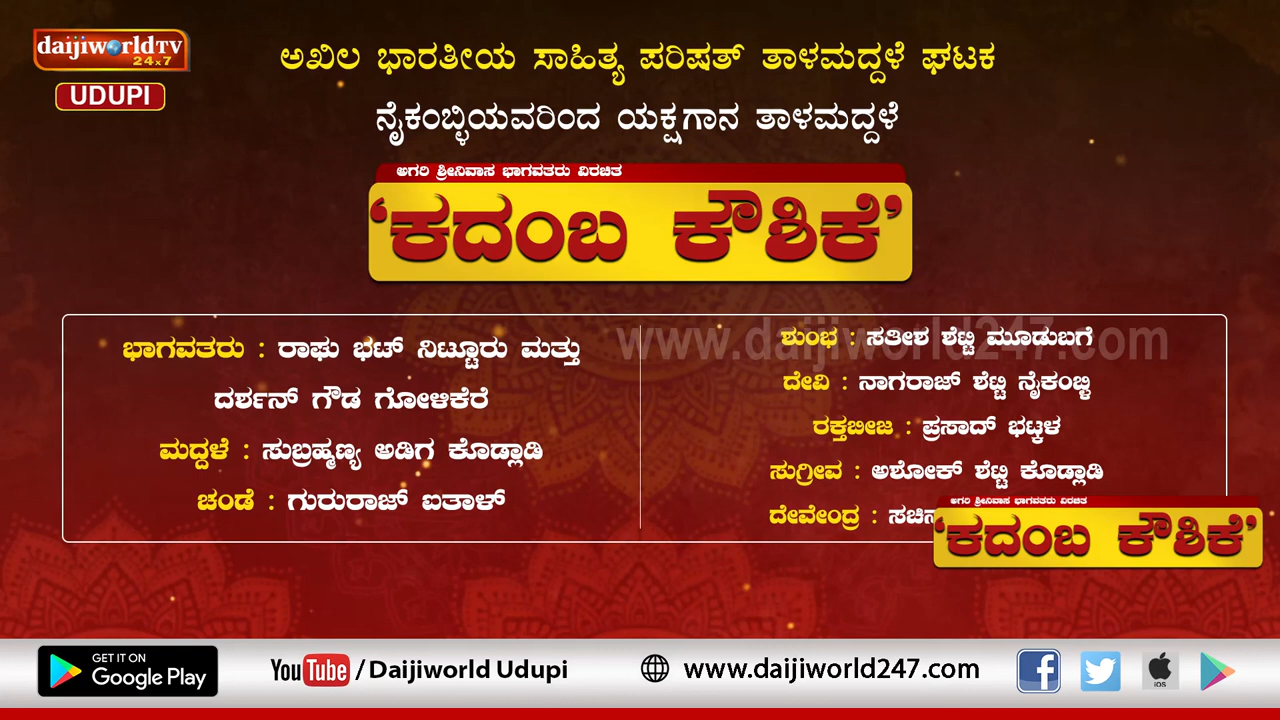 daijiworldTV
24x7
UDUPI
ಅಖಿಲ ಭಾರತೀಯ ಸಾಹಿತ್ಯ ಪರಿಷತ್ ತಾಳಮದ್ದಳೆ ಘಟಕ
ನೈಕಂಬ್ಳಿಯವರಿಂದ ಯಕ್ಷಗಾನ ತಾಳಮದ್ದಳೆ
ಅಗರಿ ಶ್ರೀನಿವಾಸ ಭಾಗವತರು ವಿರಚಿತ
‘ಕದಂಬ ಕೌಶಿಕೆ’
www.daijiworld247.com
ಭಾಗವತರು : ರಾಘು ಭಟ್ ನಿಟ್ಟೂರು ಮತ್ತು
ದರ್ಶನ್ ಗೌಡ ಗೋಳಿಕೆರೆ
ಮದ್ದಳೆ : ಸುಬ್ರಹ್ಮಣ್ಯ ಅಡಿಗ ಕೊಡ್ಲಾಡಿ
ಚಂಡೆ : ಗುರುರಾಜ್ ಐತಾಳ್
ಶುಂಭ : ಸತೀಶ ಶೆಟ್ಟಿ ಮೂಡುಬಗೆ
ದೇವಿ : ನಾಗರಾಜ್ ಶೆಟ್ಟಿ ನೈಕಂಬ್ಳಿ
ರಕ್ತಬೀಜ : ಪ್ರಸಾದ್ ಭಟ್ಕಳ
ಸುಗ್ರೀವ : ಅಶೋಕ್ ಶೆಟ್ಟಿ ಕೊಡ್ಲಾಡಿ
ದೇವೇಂದ್ರ :
ಅಗರಿ ಶ್ರೀನಿವಾಸ ಭಾಗವತರು ವಿರಚಿತ
‘ಕದಂಬ ಕೌಶಿಕೆ’
GET IT ON
Google Play
YouTube / Daijiworld Udupi
www.daijiworld247.com
iOS